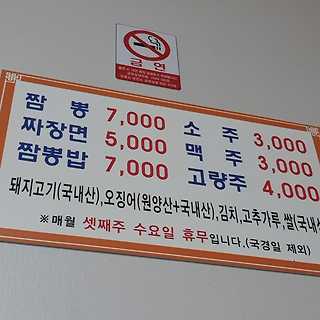 금연
짬뽕 7,000 소주 3,000
짜장면 5,000 맥주 3,000
짬뽕밥 7,000 고량주 4,000
돼지고기(국내산),오징어(원양산+국내산),김치,고추가루,쌀(국내산
※매월 셋째주 수요일 휴무입니다.(국경일 제외)